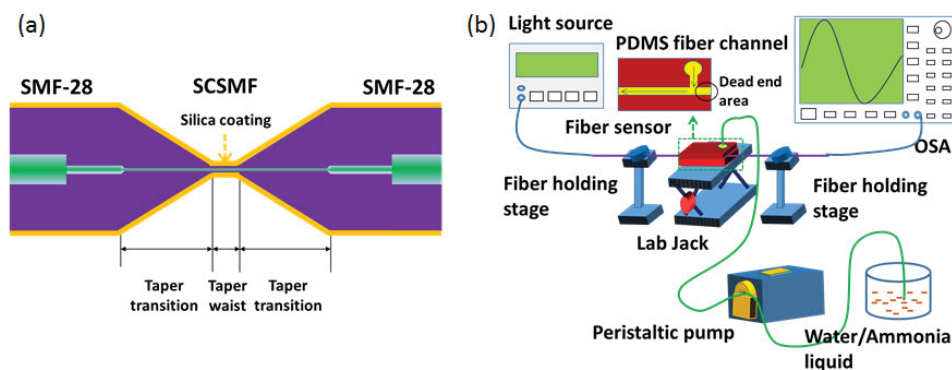 (a)
SMF-28
SCSMF
SMF-28
Silica coating
Taper
transition
Taper
waist
Taper
transition
(b)
Light source
PDMS fiber channel
Dead end
area
Fiber sensor
OSA
Fiber holding
stage
Fiber holding
stage
Lab Jack
Peristaltic pump
Water/Ammonia
liquid